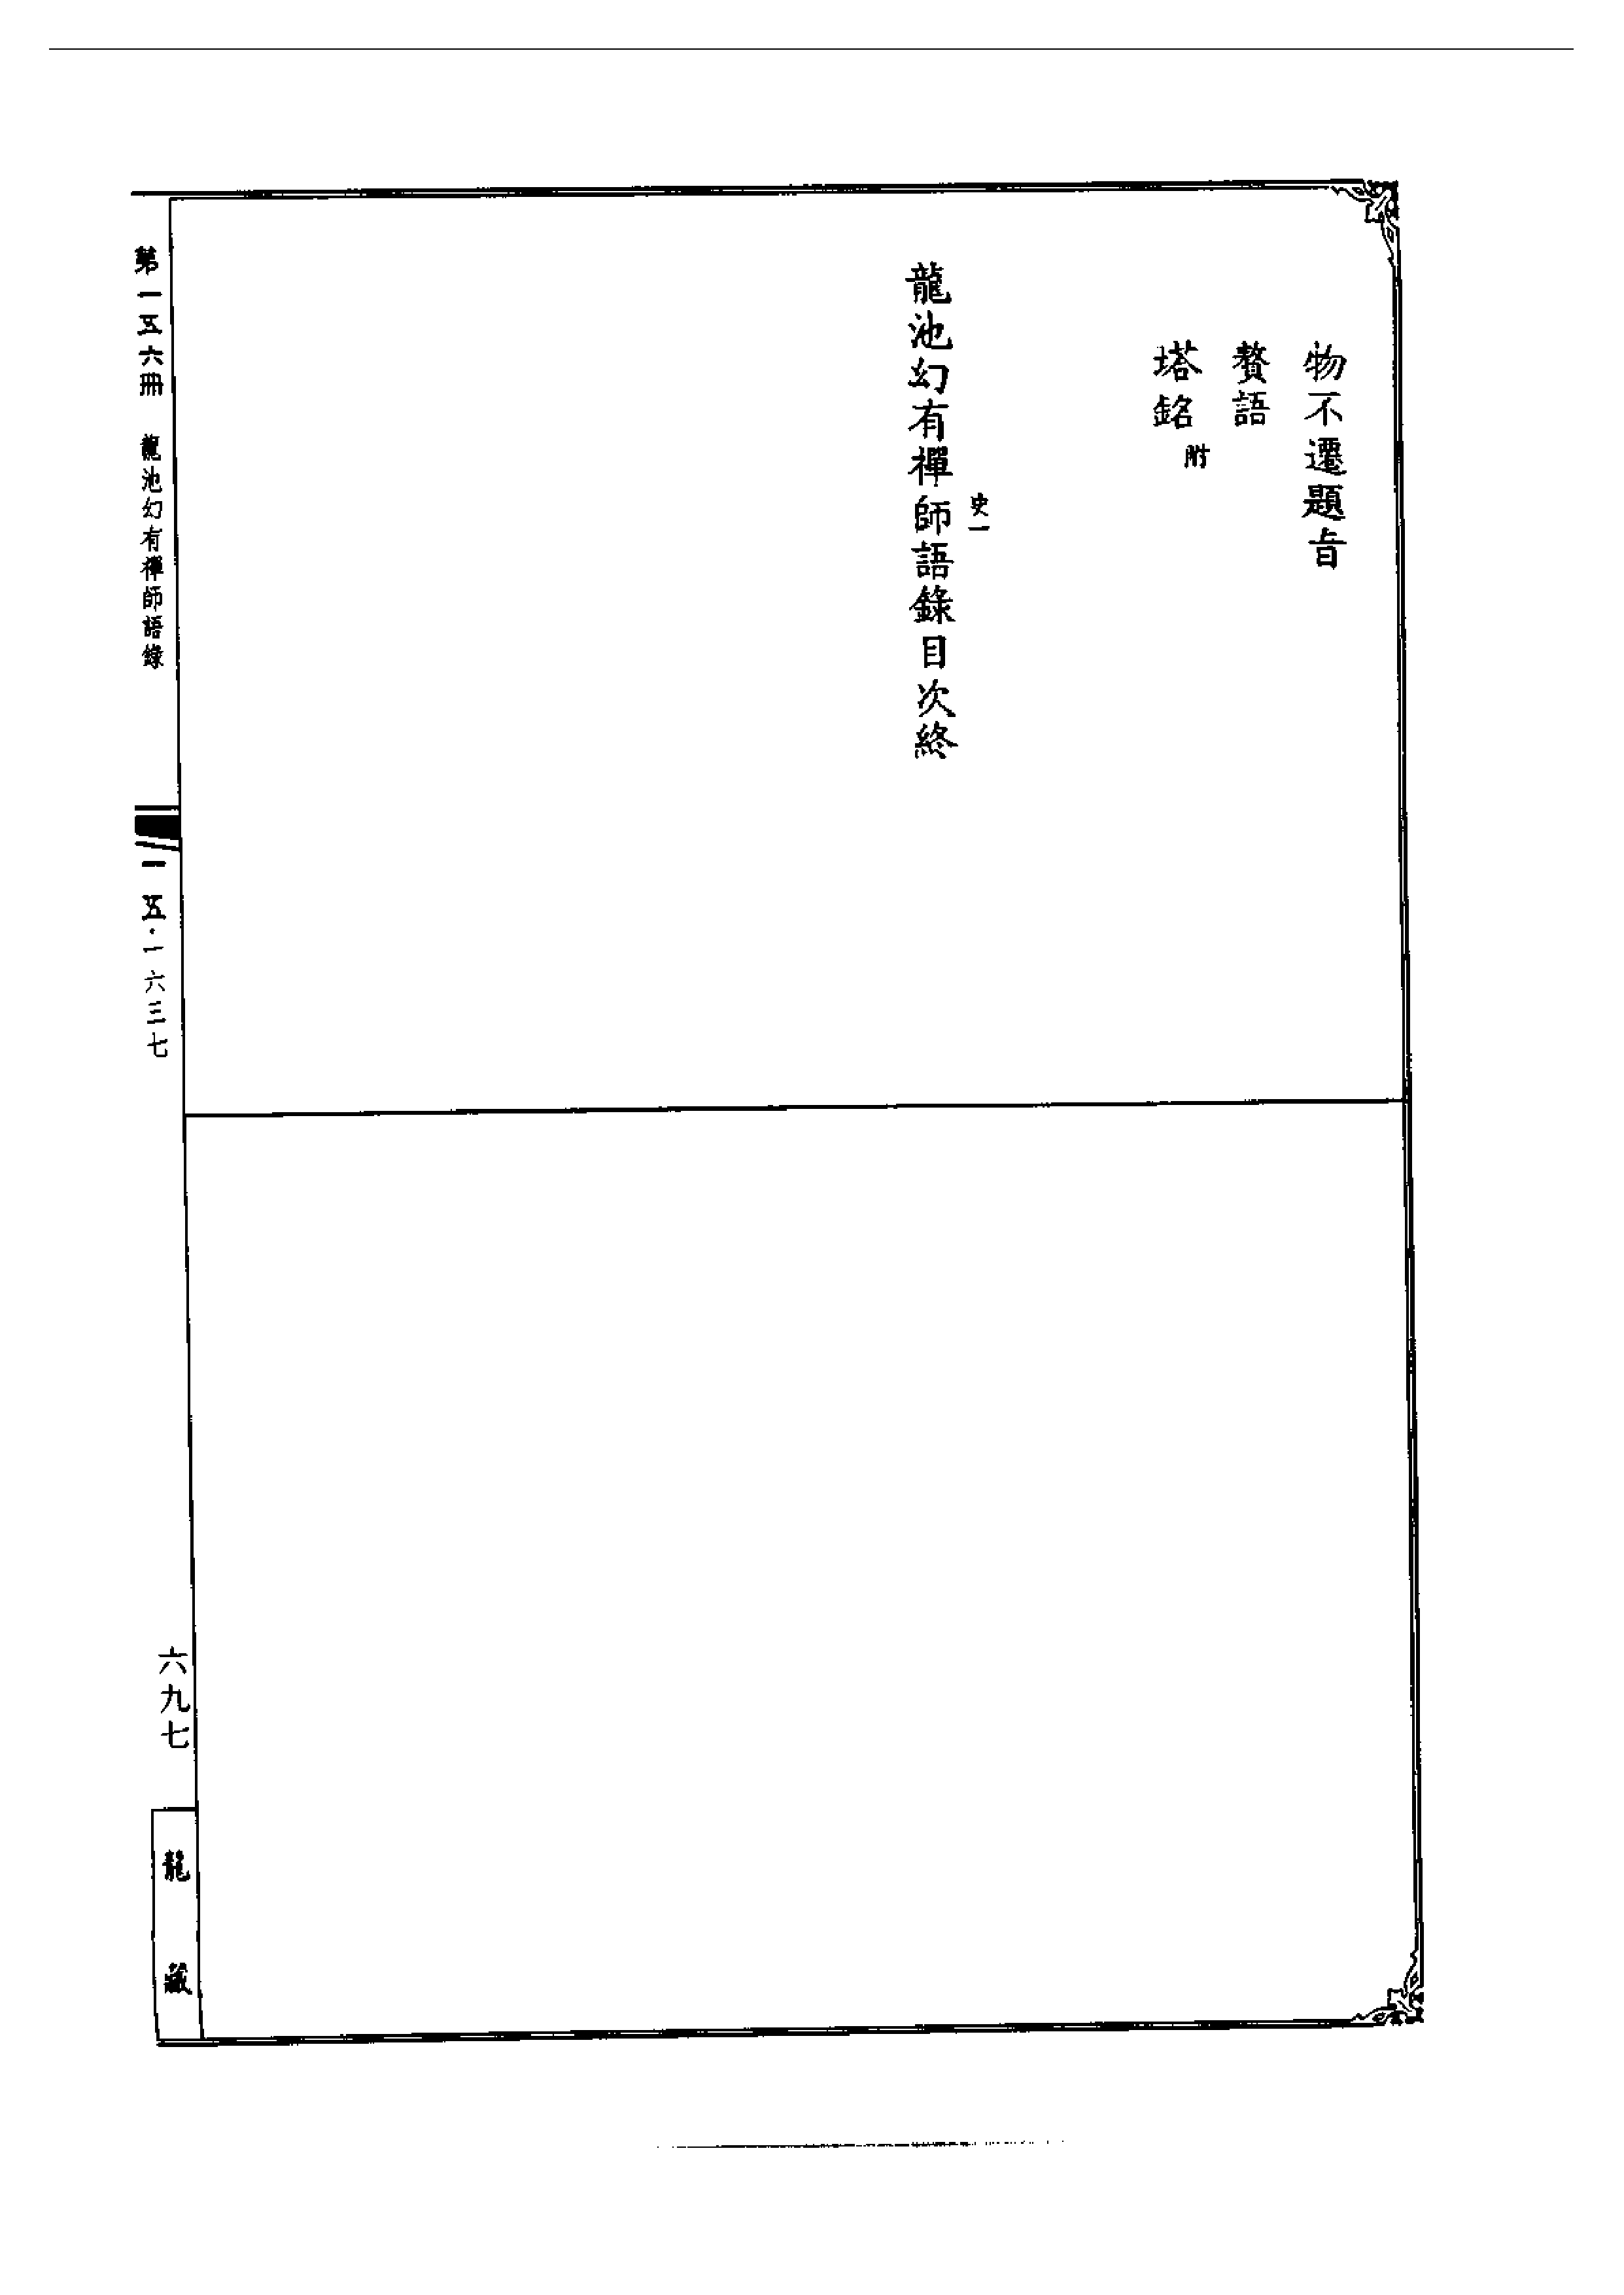 物不遷題旨
贅語
塔銘附
史一
龍池幻有禪師語錄目次終
第一五六冊 龍池幻有禪師語錄
一五·一六三七
六九七
龍藏